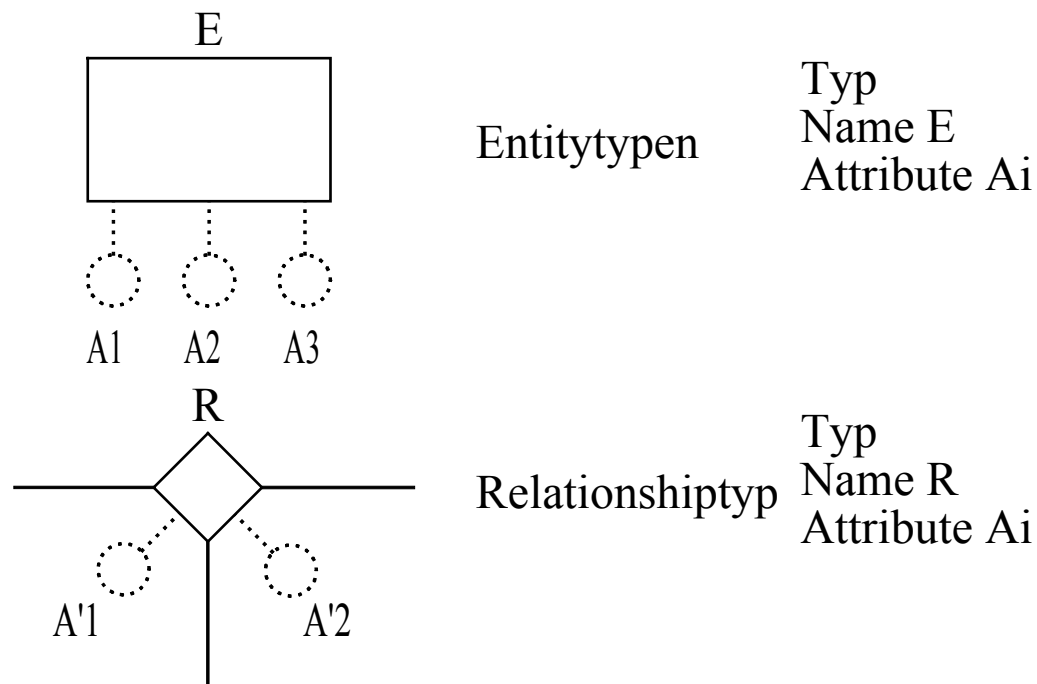 E
Entitytypen
Typ
Name E
Attribute Ai
A1 A2 A3
R
Relationshiptyp
Typ
Name R
Attribute Ai
A'1 A'2